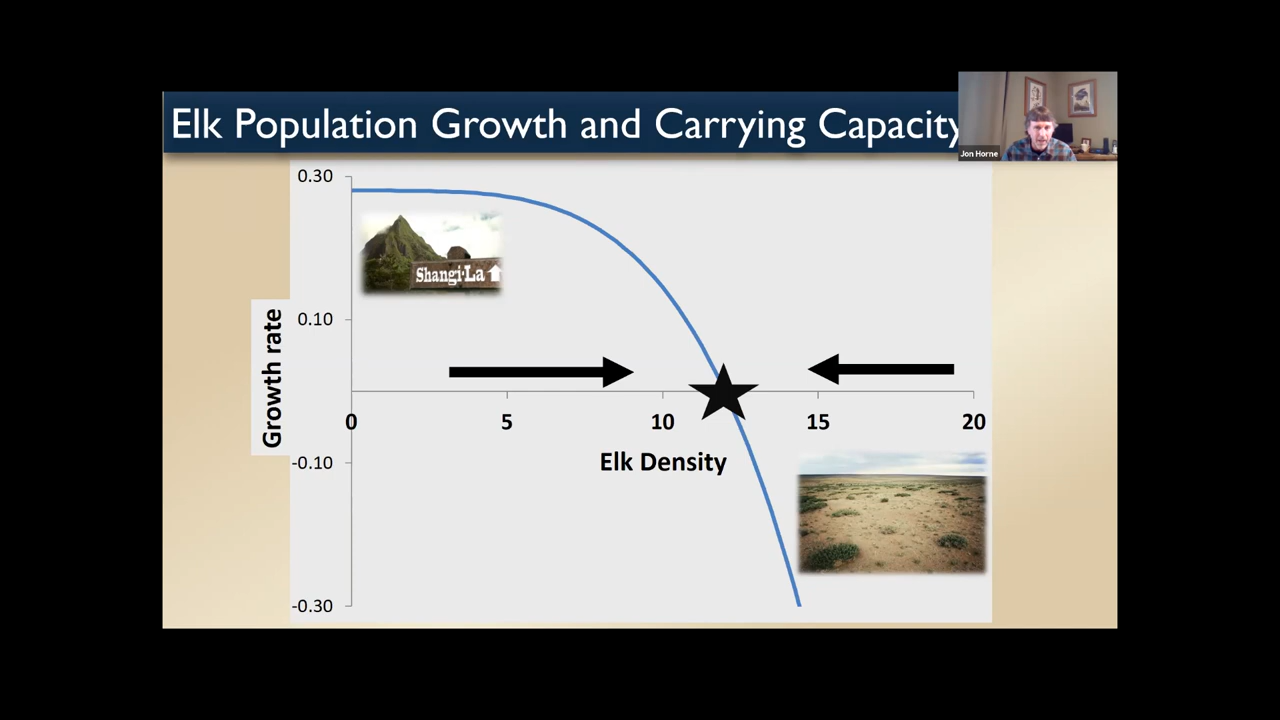 Elk Population Growth and Carrying Capacity
Jon Horne
0.30
Shangi-La
0.10
Growth rate
0 5 10 15 20
Elk Density
-0.10
-0.30